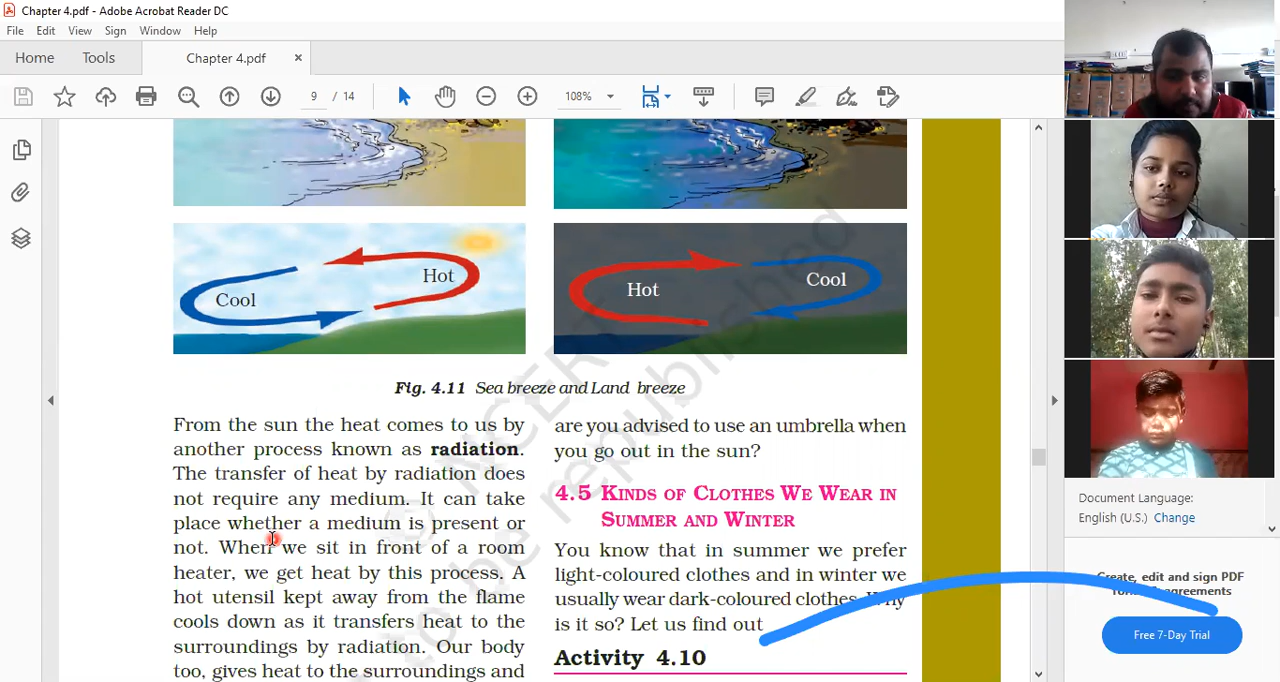 Chapter 4.pdf - Adobe Acrobat Reader DC
File Edit View Sign Window Help
Home Tools Chapter 4.pdf ×
9 / 14 108%
Cool Hot
Hot Cool
Fig. 4.11 Sea breeze and Land breeze
From the sun the heat comes to us by
another process known as radiation.
The transfer of heat by radiation does
not require any medium. It can take
place whether a medium is present or
not. When we sit in front of a room
heater, we get heat by this process. A
hot utensil kept away from the flame
cools down as it transfers heat to the
surroundings by radiation. Our body
too, gives heat to the surroundings and
are you advised to use an umbrella when
you go out in the sun?
4.5 KINDS OF CLOTHES WE WEAR IN
SUMMER AND WINTER
You know that in summer we prefer
light-coloured clothes and in winter we
usually wear dark-coloured clothes. Why
is it so? Let us find out
Activity 4.10
© NCERT
to be republished
Document Language:
English (U.S.) Change
Create, edit and sign PDF
agreements
Free 7-Day Trial